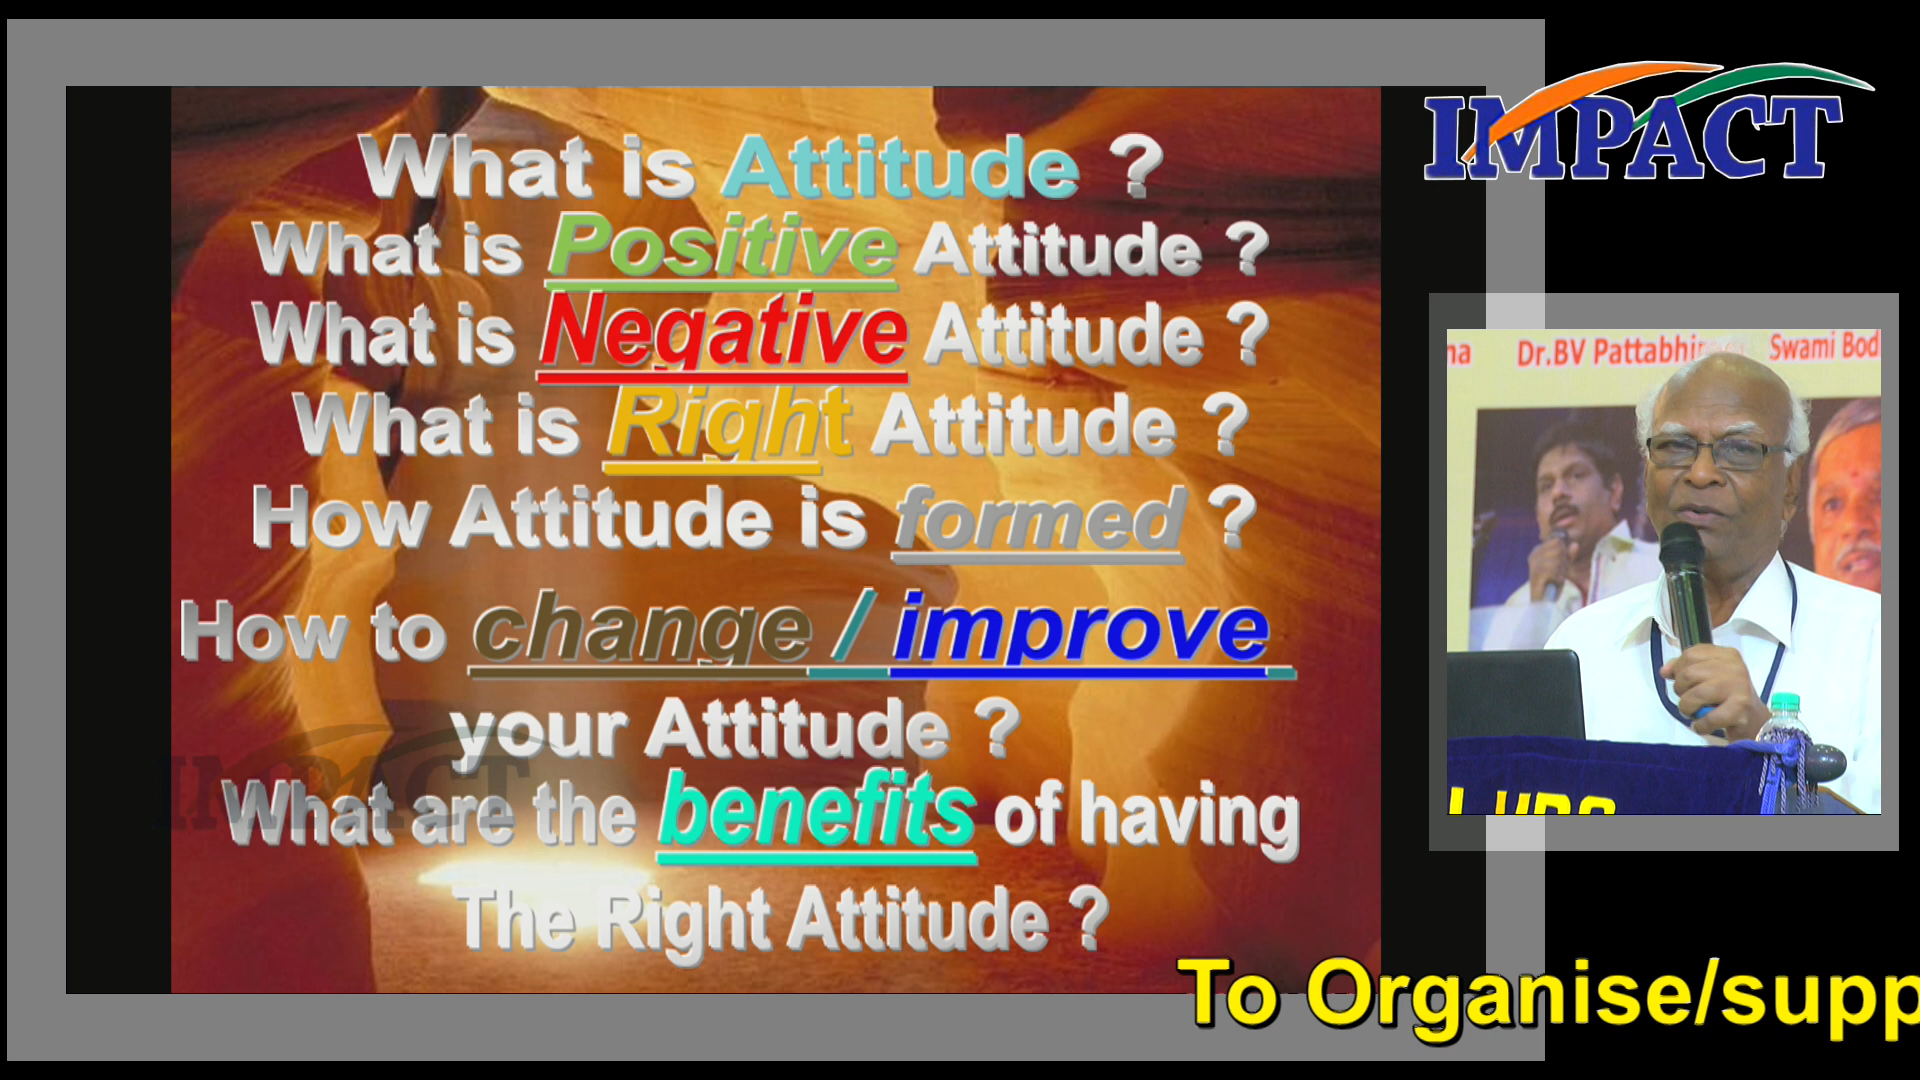 What is Attitude ?
What is Positive Attitude ?
What is Negative Attitude ?
What is Right Attitude ?
How Attitude is formed ?
How to change / improve
your Attitude ?
What are the benefits of having
The Right Attitude ?
IMPACT
IMPACT
Dr.BV Swami
To Organise/supp